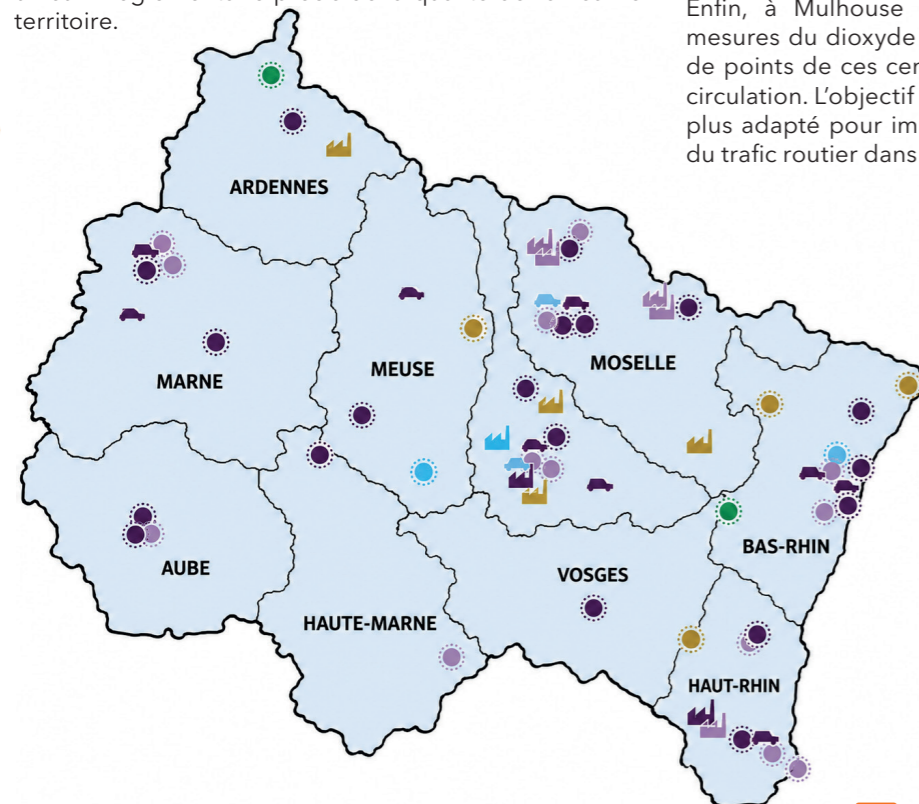 territoire.
Enfin, à Mulhouse
mesures du dioxyde
de points de ces cer
circulation. L'objectif
plus adapté pour im
du trafic routier dans
ARDENNES
MARNE
MEUSE
MOSELLE
AUBE
HAUTE-MARNE
VOSGES
BAS-RHIN
HAUT-RHIN